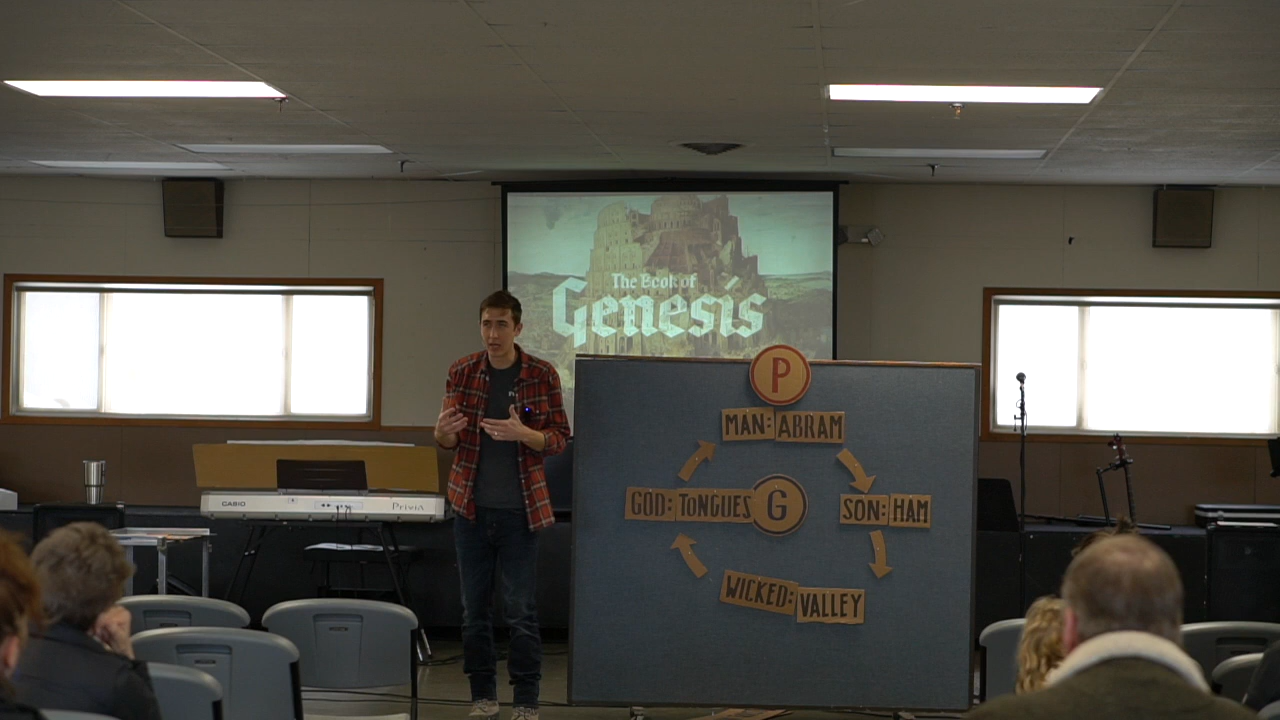 The Book of
Genesis
P
MAN: ABRAM
GOD: TONGUES G
SON: HAM
WICKED: VALLEY
CASIO
Privia